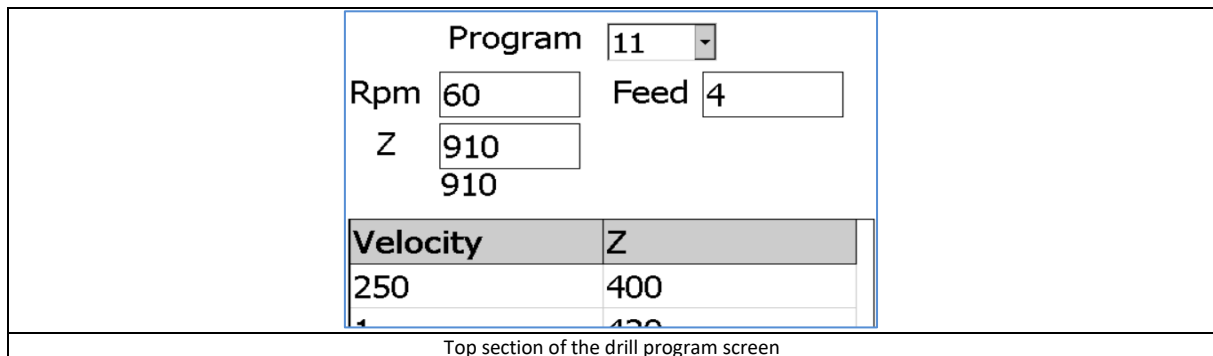 Program 11
Rpm 60 Feed 4
Z 910
910
Velocity Z
250 400
Top section of the drill program screen